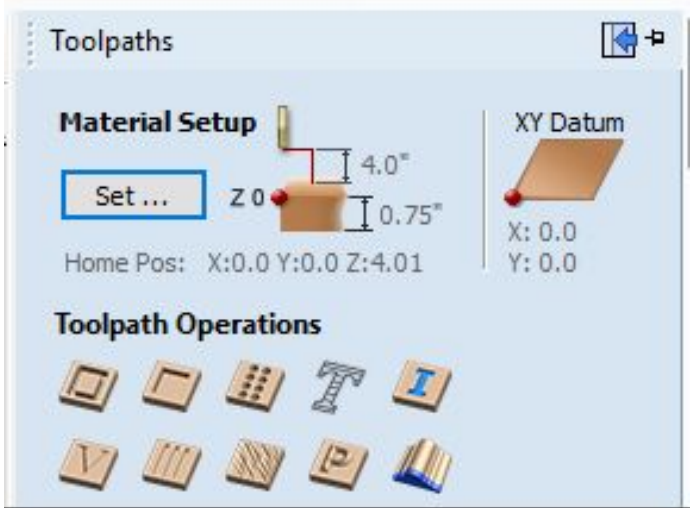 Toolpaths
Material Setup
XY Datum
4.0"
Set ...
Z 0
0.75"
X: 0.0
Home Pos: X:0.0 Y:0.0 Z:4.01
Y: 0.0
Toolpath Operations
T
I
V
P